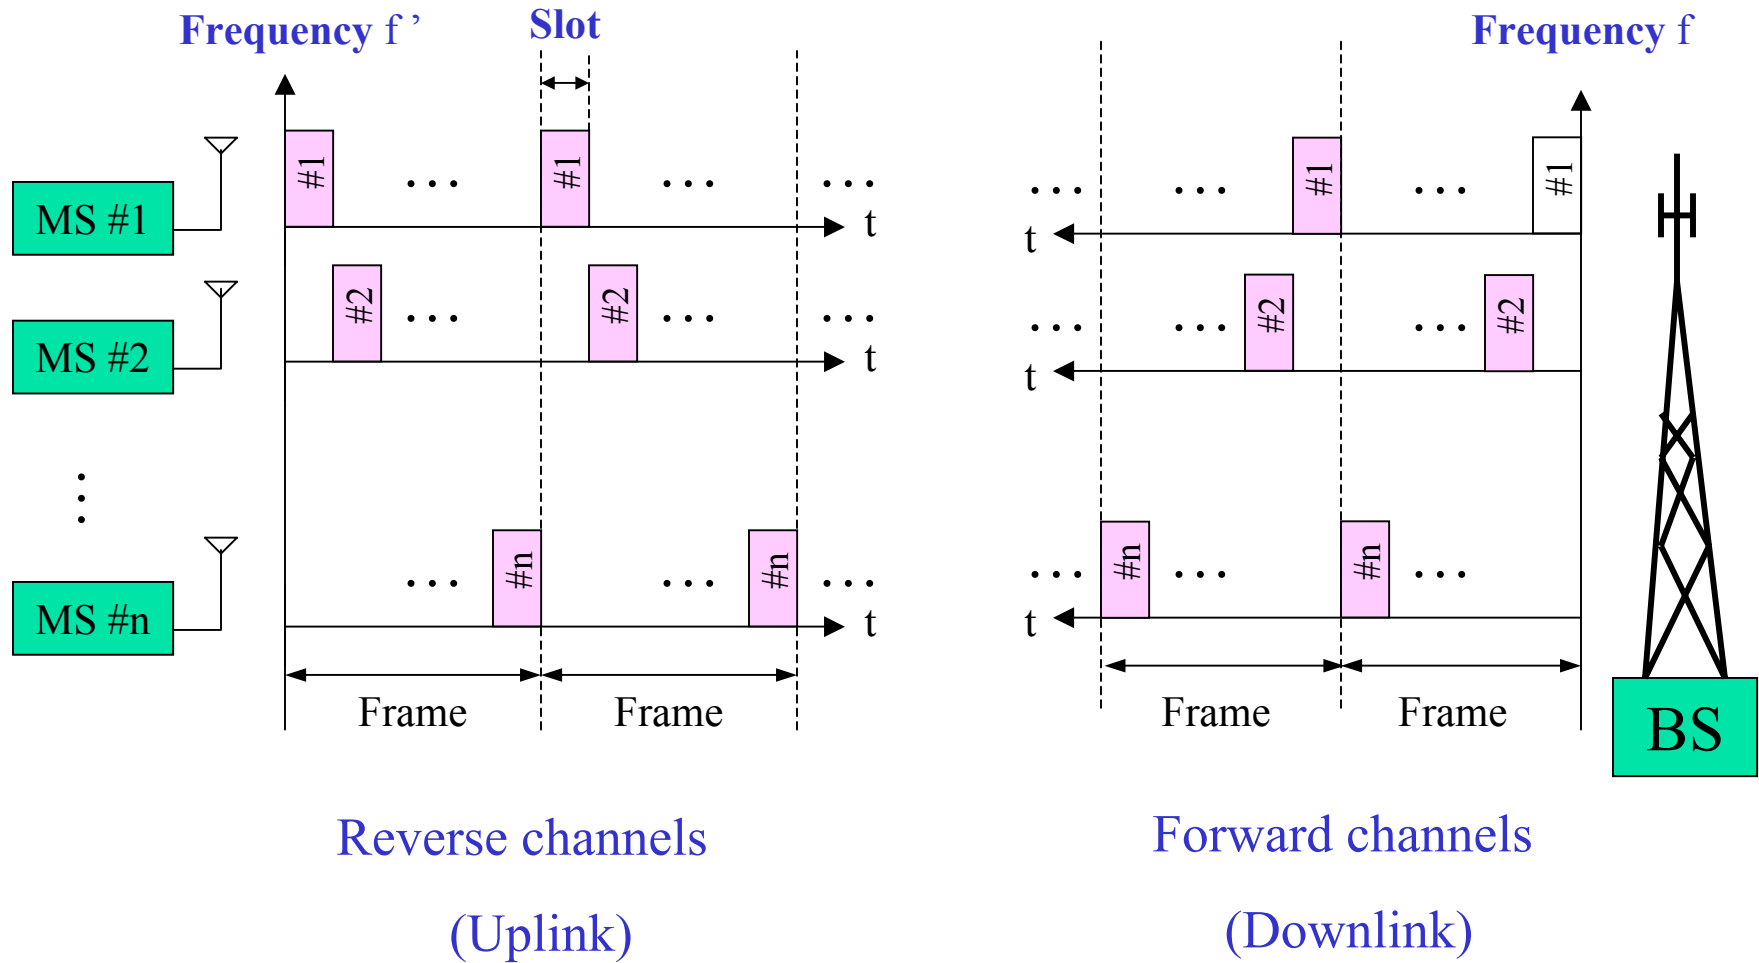 Frequency f ’
Slot
Frequency f
MS #1
#1
...
#1
...
...
t
...
...
#1
...
#1
t
MS #2
#2
...
#2
...
...
t
...
...
#2
...
#2
t
MS #n
...
#n
...
#n
...
t
...
#n
...
#n
...
t
Frame
Frame
Frame
Frame
BS
Reverse channels
(Uplink)
Forward channels
(Downlink)